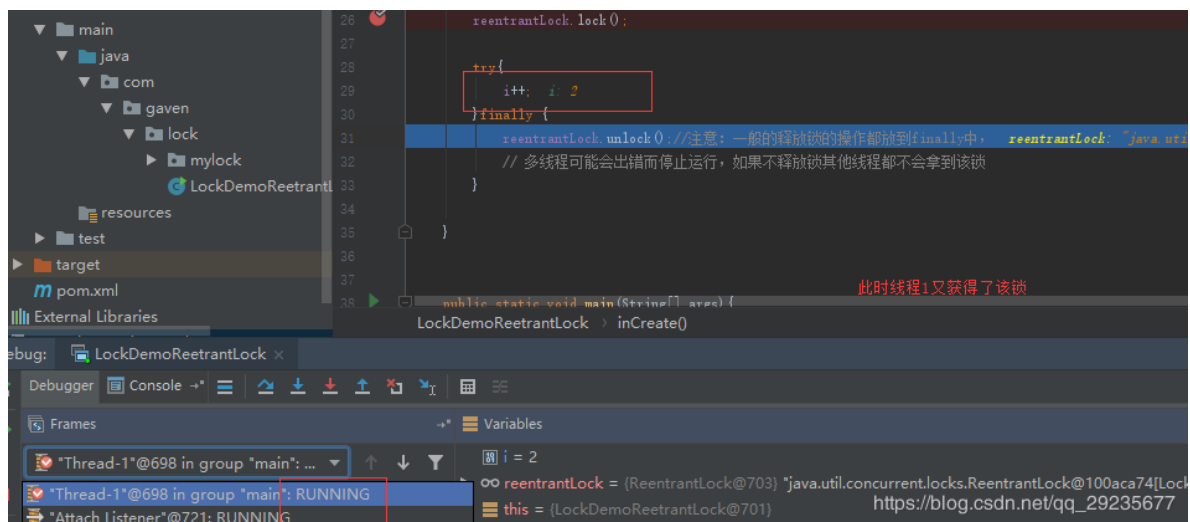 main
java
com
gaven
lock
mylock
LockDemoReetrantL
resources
test
target
pom.xml
External Libraries
26 reentrantLock.lock();
27
28 try{
29 i++; i: 2
30 }finally {
31 reentrantLock.unlock();//注意：一般的释放锁的操作都放到finally中， reentrantLock: "java.uti
32 // 多线程可能会出错而停止运行，如果不释放锁其他线程都不会拿到该锁
33 }
34
35 }
36
37
此时线程1又获得了该锁
38 public static void main(String[] args) {
LockDemoReetrantLock › inCreate()
ebug: LockDemoReetrantLock ×
Debugger Console
Frames
Variables
"Thread-1"@698 in group "main": ...
"Thread-1"@698 in group "main": RUNNING
"Attach Listener"@721: RUNNING
i = 2
reentrantLock = {ReentrantLock@703} "java.util.concurrent.locks.ReentrantLock@100aca74[Lock
this = {LockDemoReetrantLock@701}
https://blog.csdn.net/qq_29235677